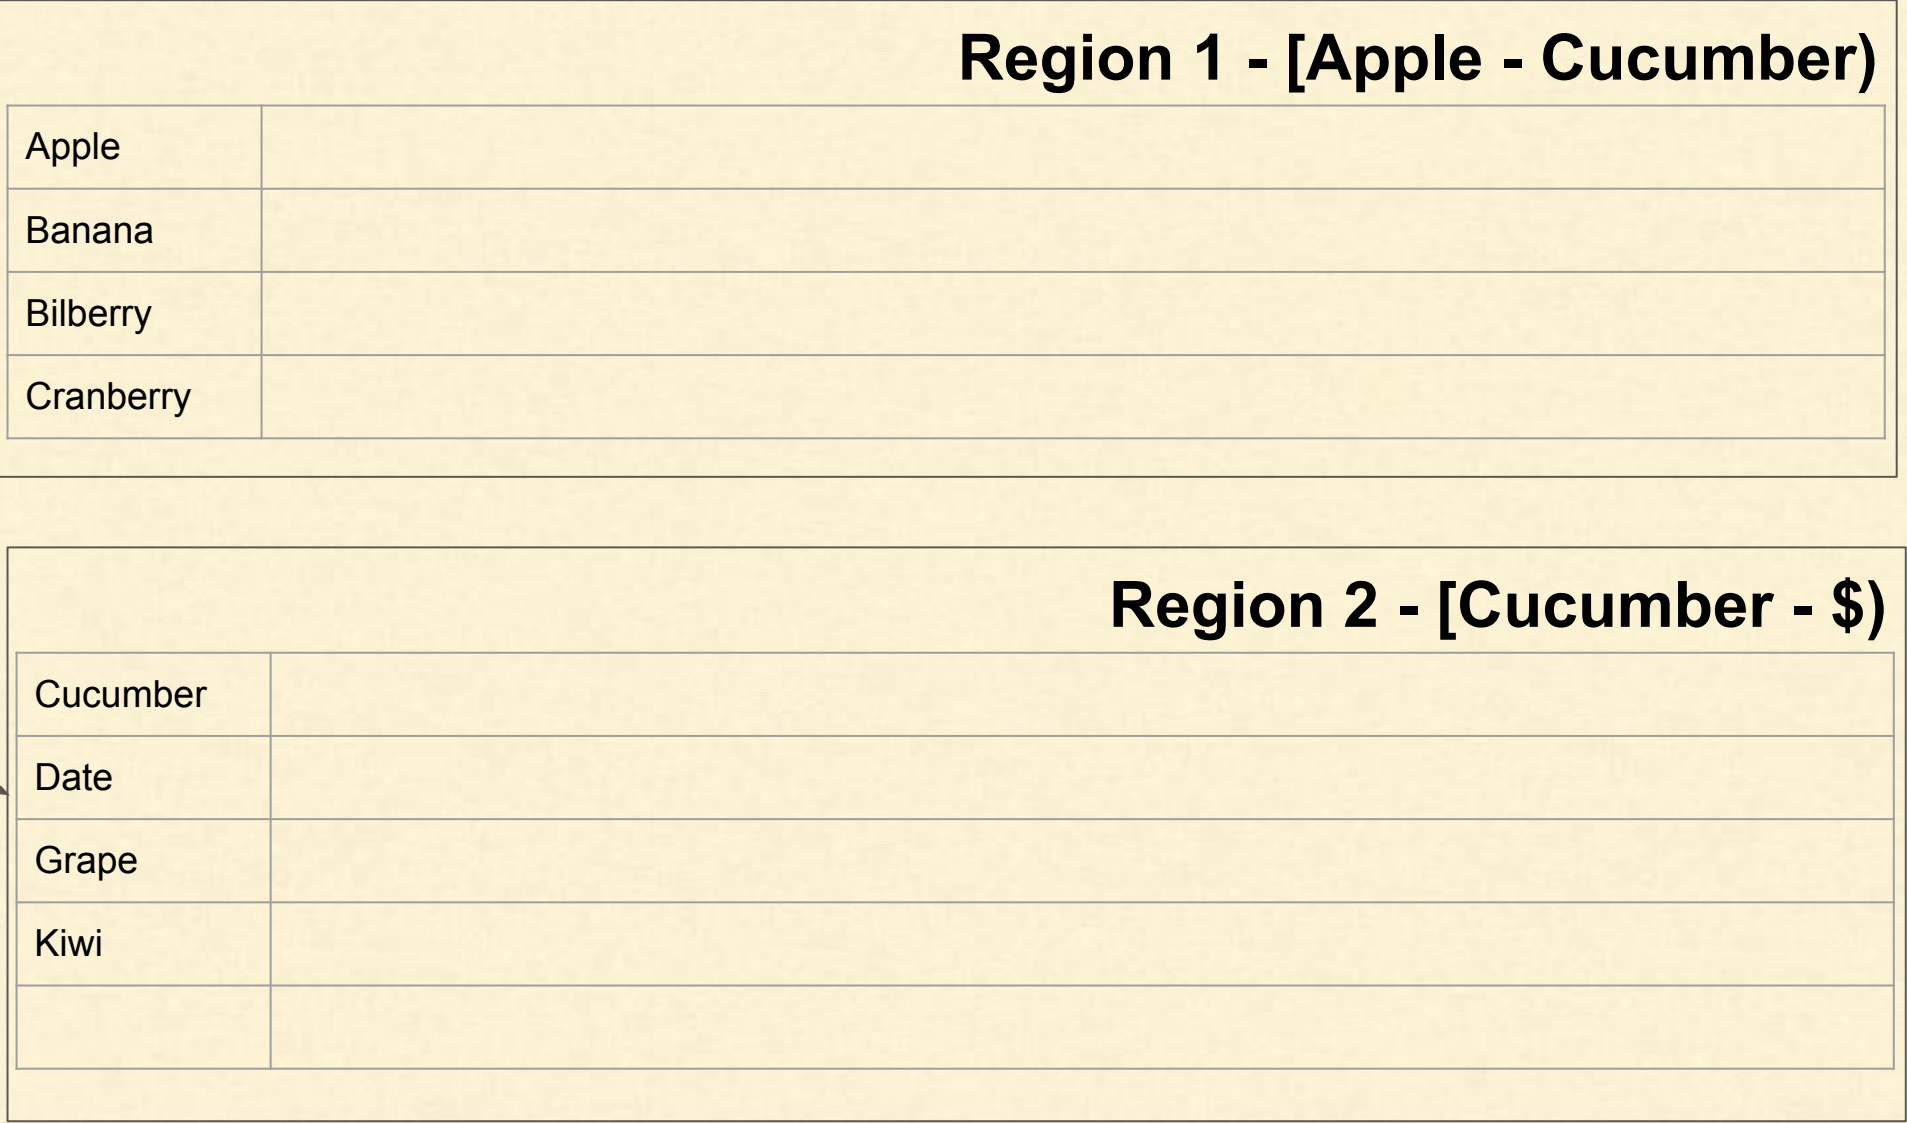 Region 1 - [Apple - Cucumber)
Apple
Banana
Bilberry
Cranberry
Region 2 - [Cucumber - $)
Cucumber
Date
Grape
Kiwi